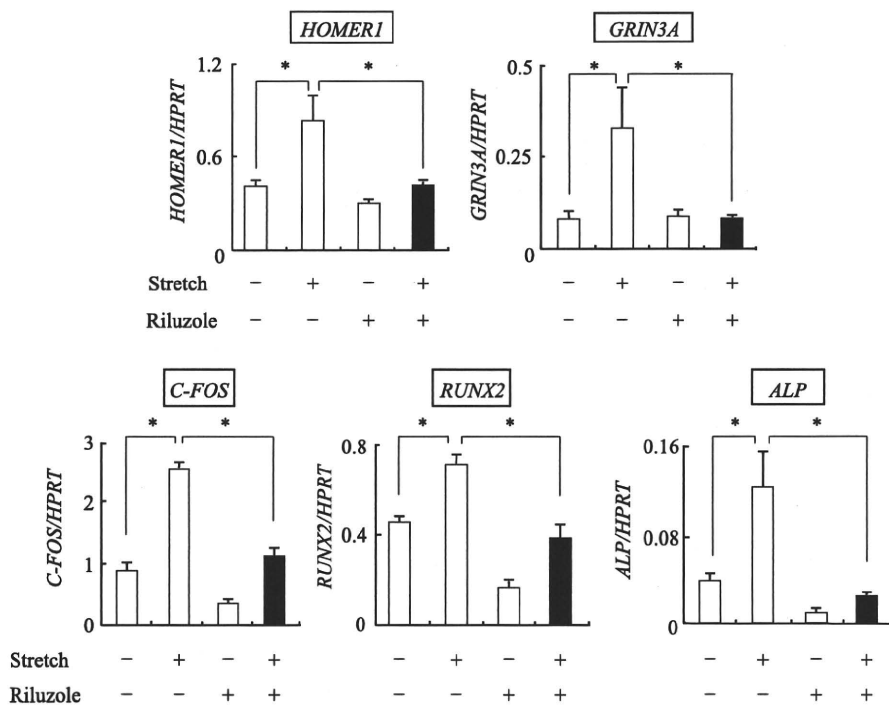 HOMER1
GRIN3A
HOMER1/HPRT
1.2
0.6
0
* *
GRIN3A/HPRT
0.5
0.25
0
* *
Stretch − + − + − + − +
Riluzole − − + + − − + +
C-FOS
RUNX2
ALP
C-FOS/HPRT
3
2
1
0
* *
RUNX2/HPRT
0.8
0.4
0
* *
ALP/HPRT
0.16
0.08
0
* *
Stretch − + − + − + − + − + − +
Riluzole − − + + − − + + − − + +